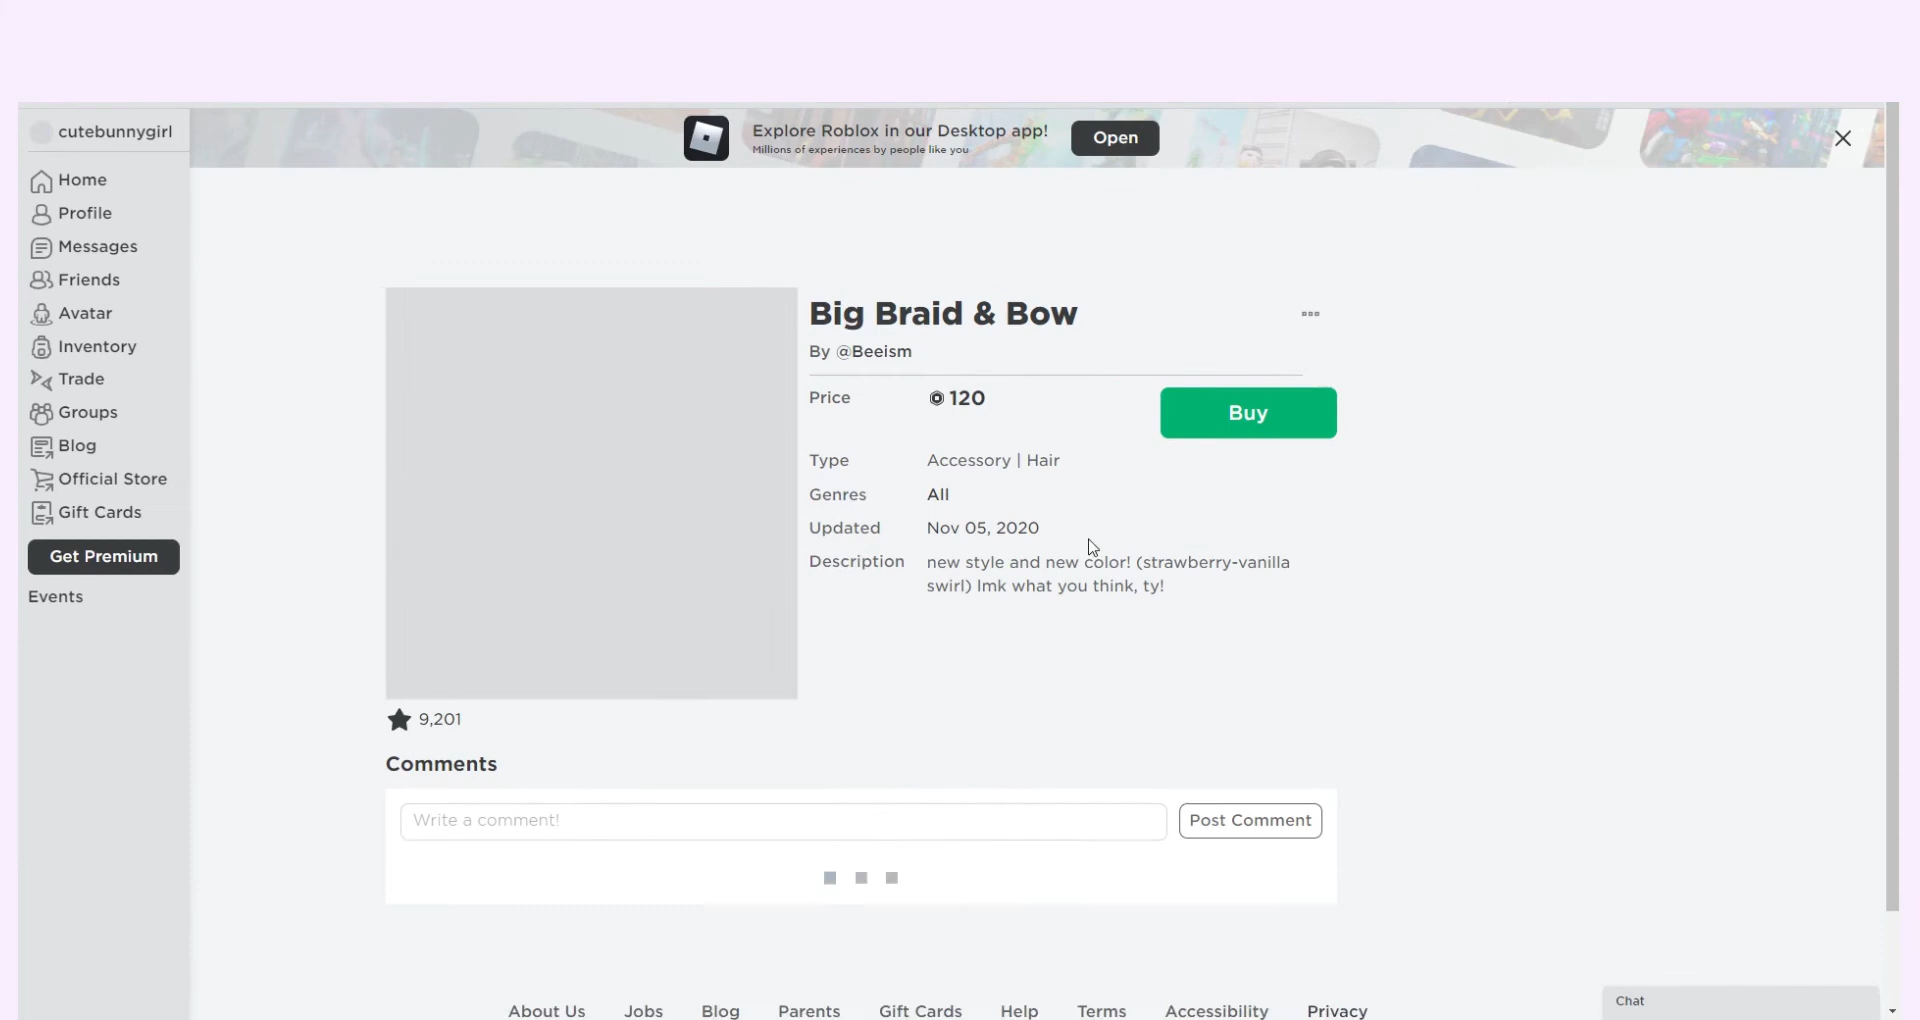 cutebunnygirl
Home
Profile
Messages
Friends
Avatar
Inventory
Trade
Groups
Blog
Official Store
Gift Cards
Get Premium
Events
Explore Roblox in our Desktop app!
Millions of experiences by people like you
Open
Big Braid & Bow
By @Beeism
Price 120
Buy
Type Accessory | Hair
Genres All
Updated Nov 05, 2020
Description new style and new color! (strawberry-vanilla
swirl) lmk what you think, ty!
9,201
Comments
Write a comment!
Post Comment
About Us Jobs Blog Parents Gift Cards Help Terms Accessibility Privacy
Chat